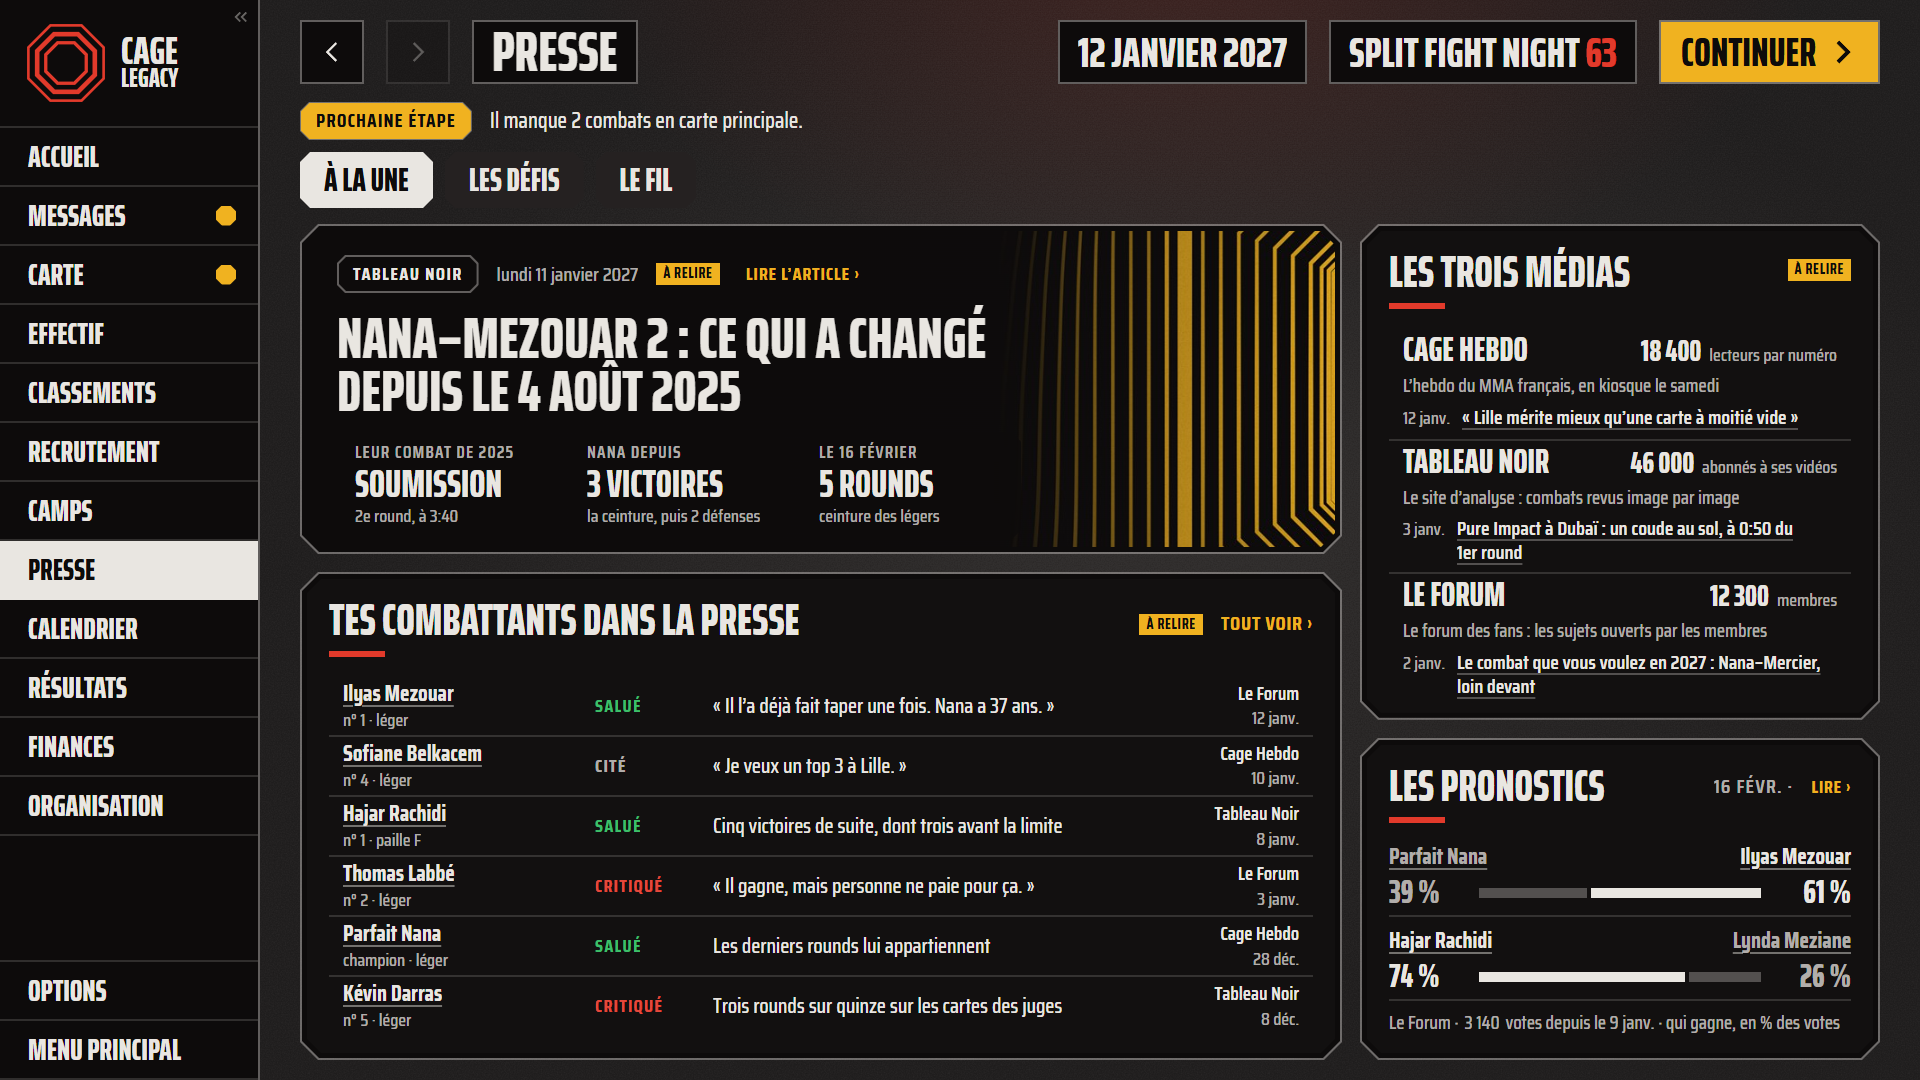 «
CAGE
LEGACY
ACCUEIL
MESSAGES
CARTE
EFFECTIF
CLASSEMENTS
RECRUTEMENT
CAMPS
PRESSE
CALENDRIER
RÉSULTATS
FINANCES
ORGANISATION
OPTIONS
MENU PRINCIPAL
PRESSE
12 JANVIER 2027
SPLIT FIGHT NIGHT 63
CONTINUER
PROCHAINE ÉTAPE
Il manque 2 combats en carte principale.
À LA UNE
LES DÉFIS
LE FIL
TABLEAU NOIR
lundi 11 janvier 2027
À RELIRE
LIRE L’ARTICLE ›
NANA–MEZOUAR 2 : CE QUI A CHANGÉ
DEPUIS LE 4 AOÛT 2025
LEUR COMBAT DE 2025
SOUMISSION
2e round, à 3:40
NANA DEPUIS
3 VICTOIRES
la ceinture, puis 2 défenses
LE 16 FÉVRIER
5 ROUNDS
ceinture des légers
TES COMBATTANTS DANS LA PRESSE
À RELIRE
TOUT VOIR ›
Ilyas Mezouar
n° 1 · léger
SALUÉ
« Il l’a déjà fait taper une fois. Nana a 37 ans. »
Le Forum
12 janv.
Sofiane Belkacem
n° 4 · léger
CITÉ
« Je veux un top 3 à Lille. »
Cage Hebdo
10 janv.
Hajar Rachidi
n° 1 · paille F
SALUÉ
Cinq victoires de suite, dont trois avant la limite
Tableau Noir
8 janv.
Thomas Labbé
n° 2 · léger
CRITIQUÉ
« Il gagne, mais personne ne paie pour ça. »
Le Forum
3 janv.
Parfait Nana
champion · léger
SALUÉ
Les derniers rounds lui appartiennent
Cage Hebdo
28 déc.
Kévin Darras
n° 5 · léger
CRITIQUÉ
Trois rounds sur quinze sur les cartes des juges
Tableau Noir
8 déc.
LES TROIS MÉDIAS
À RELIRE
CAGE HEBDO
18 400 lecteurs par numéro
L’hebdo du MMA français, en kiosque le samedi
12 janv. « Lille mérite mieux qu’une carte à moitié vide »
TABLEAU NOIR
46 000 abonnés à ses vidéos
Le site d’analyse : combats revus image par image
3 janv. Pure Impact à Dubaï : un coude au sol, à 0:50 du
1er round
LE FORUM
12 300 membres
Le forum des fans : les sujets ouverts par les membres
2 janv. Le combat que vous voulez en 2027 : Nana–Mercier,
loin devant
LES PRONOSTICS
16 FÉVR. ·
LIRE ›
Parfait Nana
Ilyas Mezouar
39 %
61 %
Hajar Rachidi
Lynda Meziane
74 %
26 %
Le Forum · 3 140 votes depuis le 9 janv. · qui gagne, en % des votes